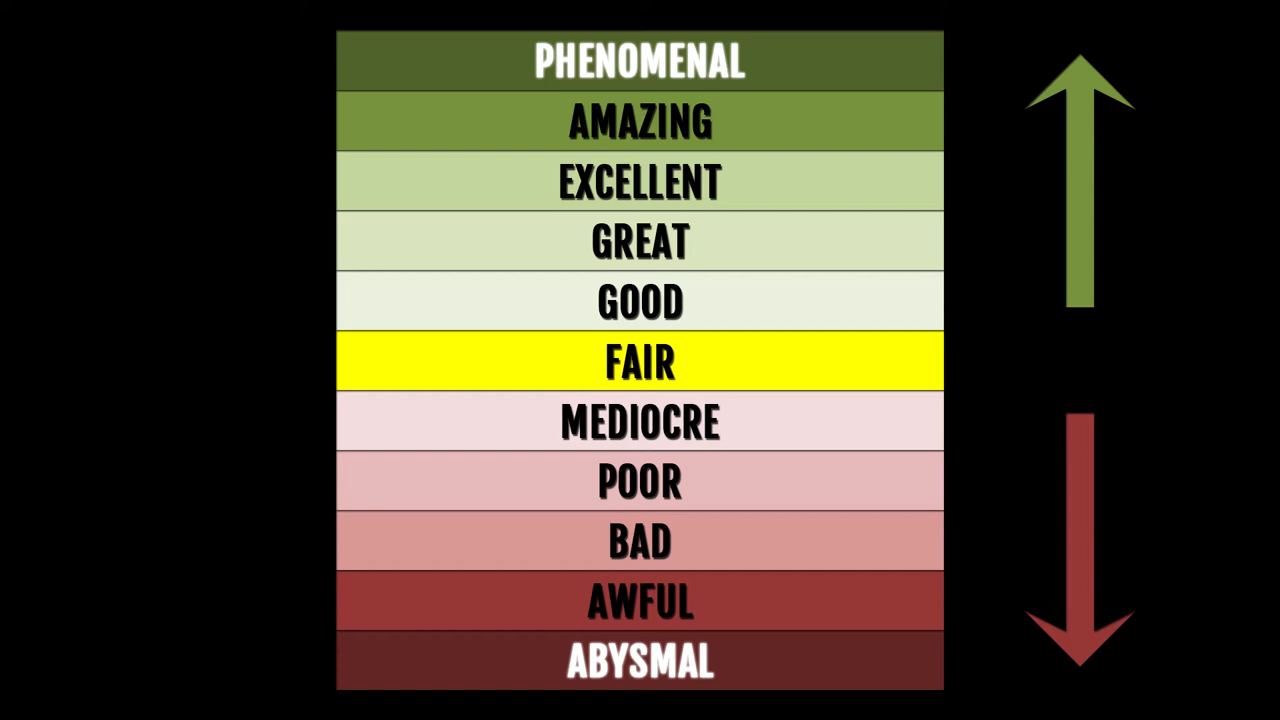 PHENOMENAL
AMAZING
EXCELLENT
GREAT
GOOD
FAIR
MEDIOCRE
POOR
BAD
AWFUL
ABYSMAL